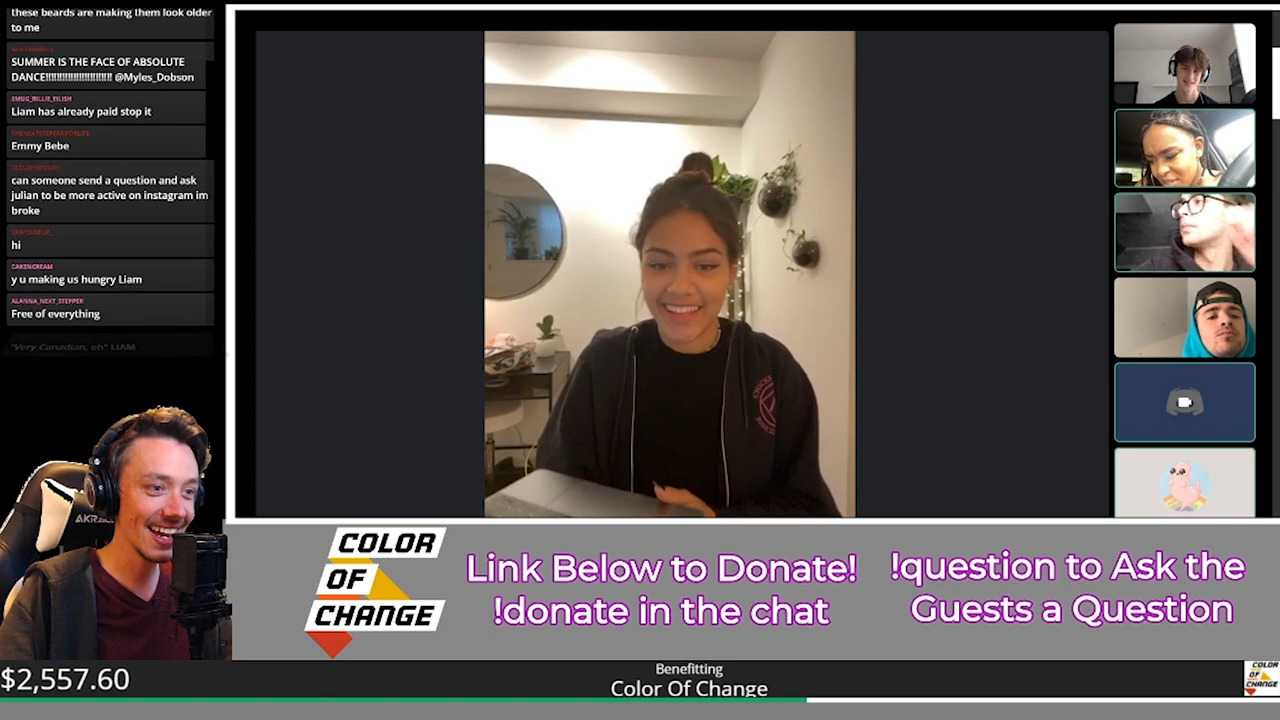 these beards are making them look older
to me
SUMMER IS THE FACE OF ABSOLUTE
SMUG_BILLIE_EILISH
Liam has already paid stop it
Emmy Bebe
can someone send a question and ask
julian to be more active on instagram im
broke
hi
CAKENCREAM
y u making us hungry Liam
ALANNA_NEXT_STEPPER
Free of everything
"Very Canadian, eh" LIAM
AKRAC
COLOR
OF
CHANGE
Link Below to Donate!
!donate in the chat
!question to Ask the
Guests a Question
$2,557.60
Benefitting
Color Of Change
COLOR
OF
CHANGE